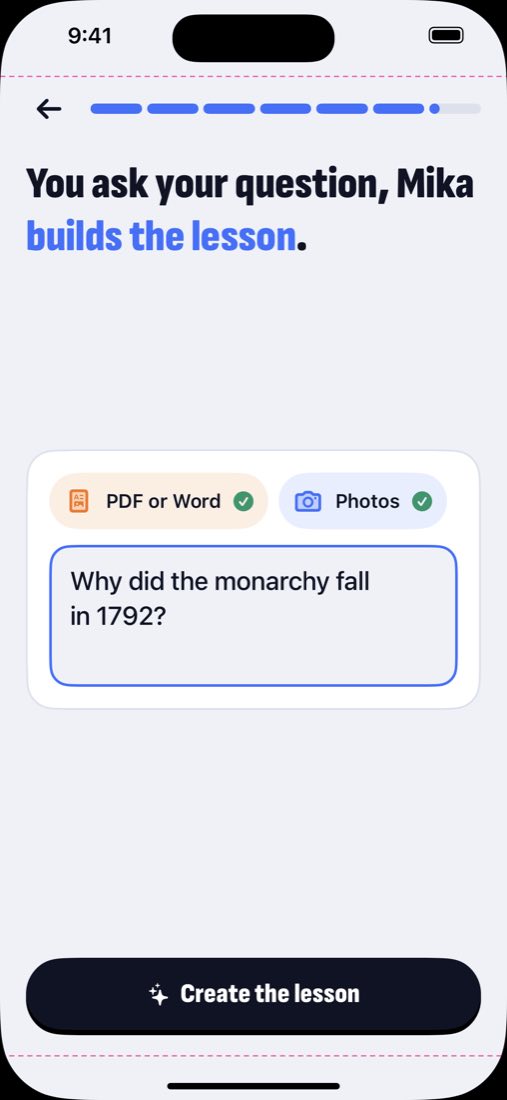 9:41
You ask your question, Mika
builds the lesson.
PDF or Word
Photos
Why did the monarchy fall
in 1792?
Create the lesson